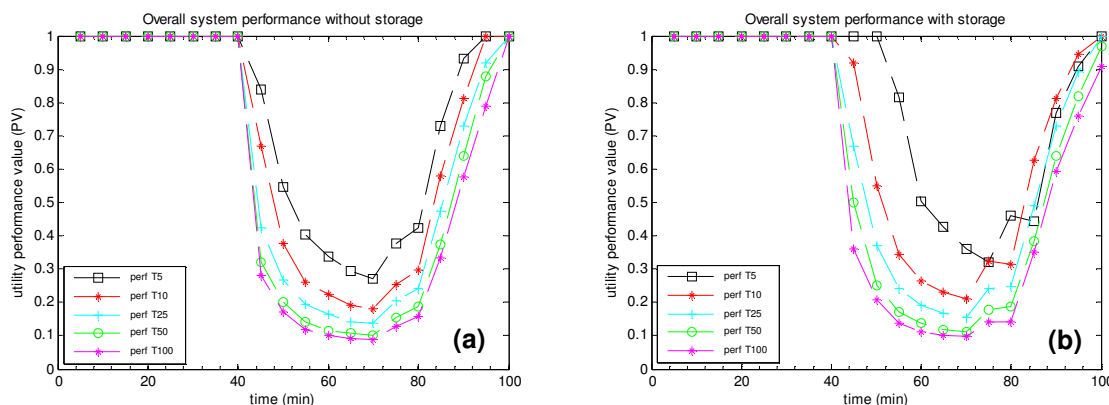 Overall system performance without storage
utility performance value (PV)
1
0.9
0.8
0.7
0.6
0.5
0.4
0.3
0.2
0.1
0
perf T5
perf T10
perf T25
perf T50
perf T100
(a)
0 20 40 60 80 100
time (min)
Overall system performance with storage
utility performance value (PV)
1
0.9
0.8
0.7
0.6
0.5
0.4
0.3
0.2
0.1
0
perf T5
perf T10
perf T25
perf T50
perf T100
(b)
0 20 40 60 80 100
time (min)